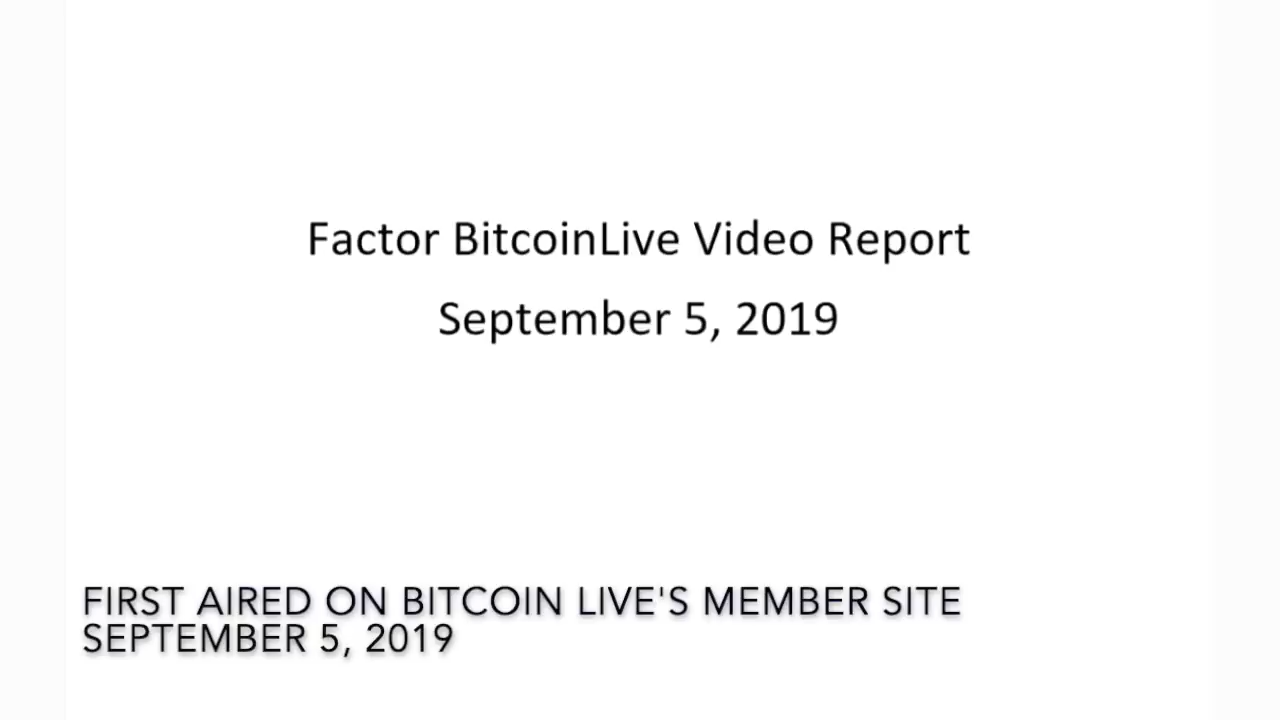 Factor BitcoinLive Video Report
September 5, 2019
FIRST AIRED ON BITCOIN LIVE'S MEMBER SITE
SEPTEMBER 5, 2019